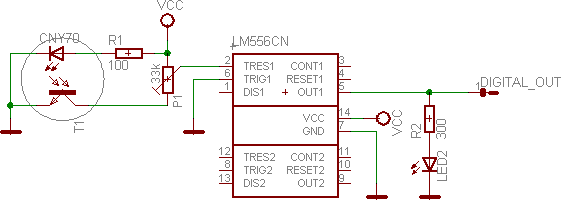 VCC
CNY70
R1
100
33k
P1
T1
LM556CN
2 TRES1 CONT1 3
6 TRIG1 RESET1 4
1 DIS1 OUT1 5
VCC 14
GND 7
12 TRES2 CONT2 11
8 TRIG2 RESET2 10
13 DIS2 OUT2 9
VCC
1 DIGITAL_OUT
R2
300
LED2